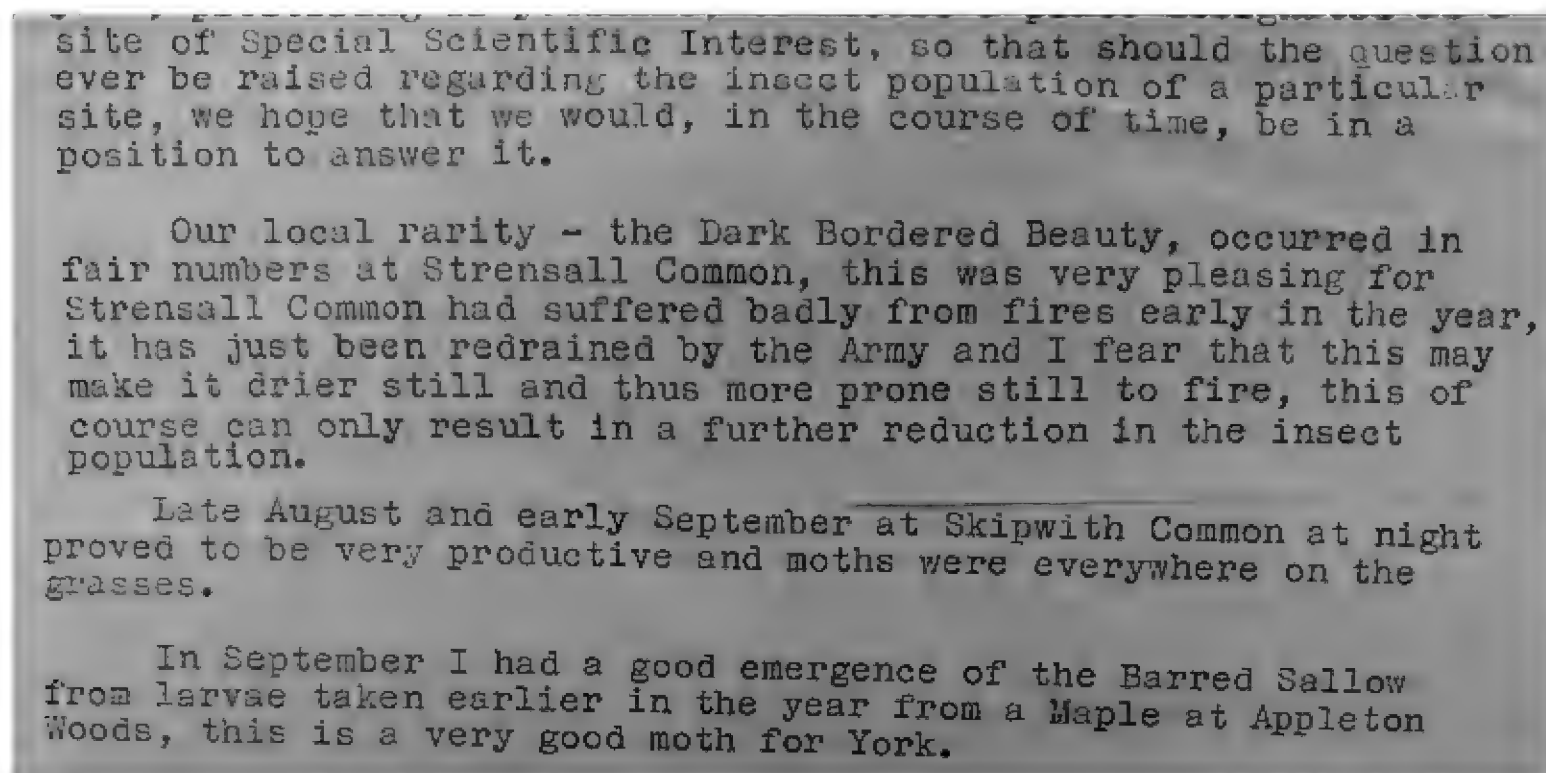 site of Special Scientific Interest, so that should the question
ever be raised regarding the insect population of a particular
site, we hope that we would, in the course of time, be in a
position to answer it.
Our local rarity - the Dark Bordered Beauty, occurred in
fair numbers at Strensall Common, this was very pleasing for
Strensall Common had suffered badly from fires early in the year,
it has just been redrained by the Army and I fear that this may
make it drier still and thus more prone still to fire, this of
course can only result in a further reduction in the insect
population.
Late August and early September at Skipwith Common at night
proved to be very productive and moths were everywhere on the
grasses.
In September I had a good emergence of the Barred Sallow
from larvae taken earlier in the year from a Maple at Appleton
Woods, this is a very good moth for York.